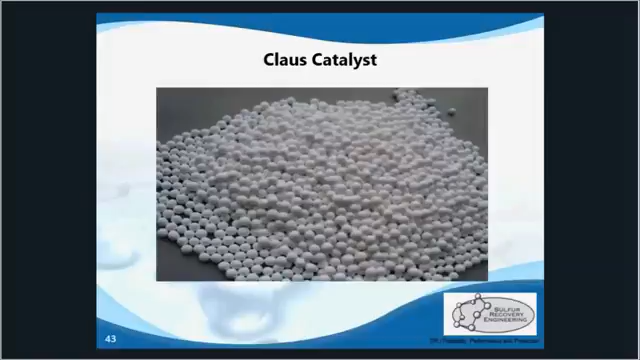 Claus Catalyst
SULFUR
RECOVERY
ENGINEERING
43